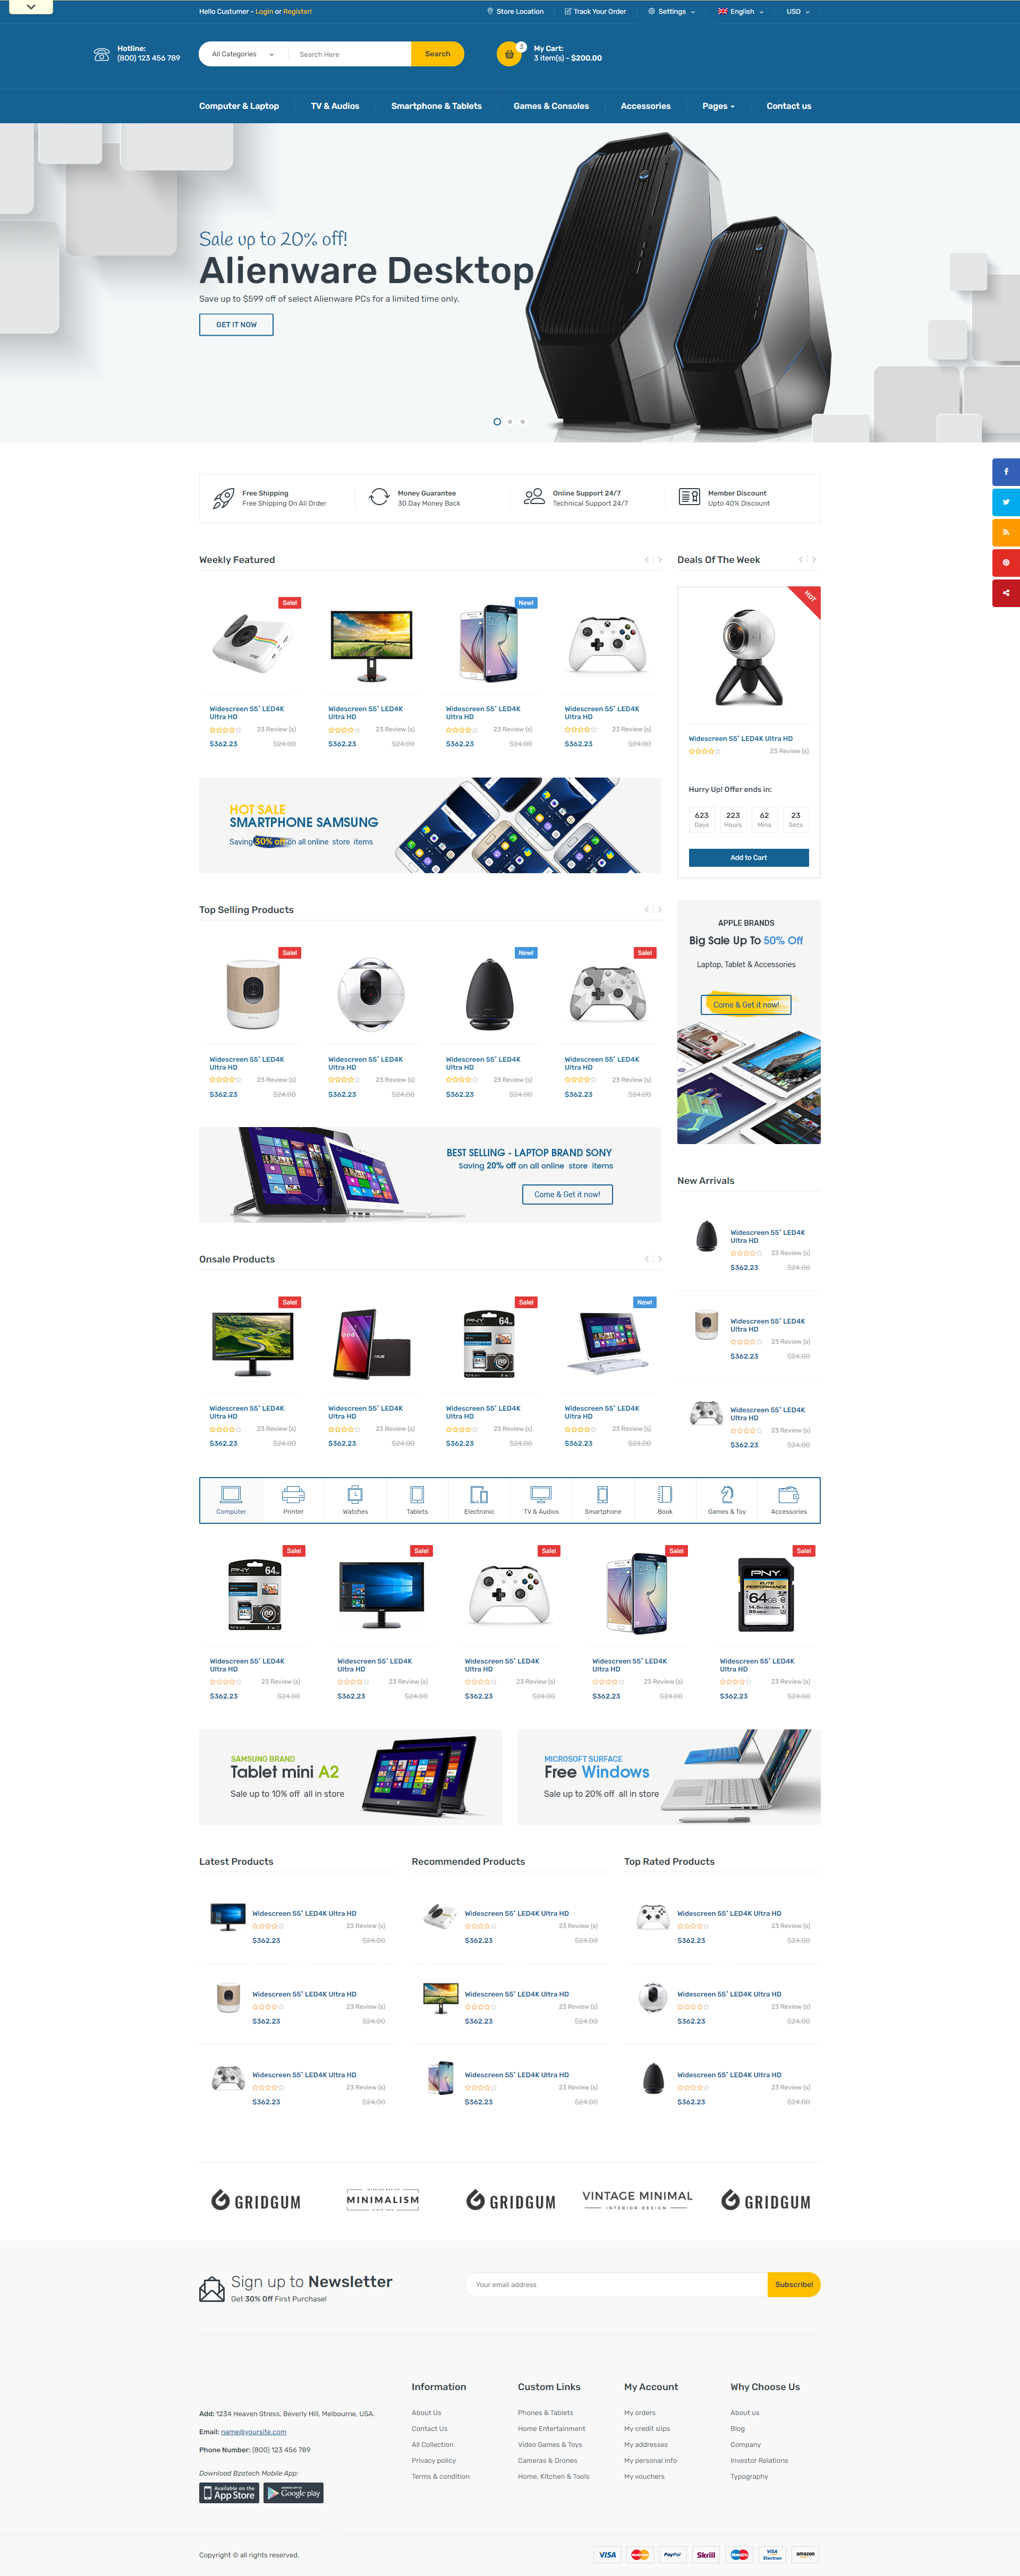 Hello Custumer - Login or Register!
Store Location
Track Your Order
Settings
English
USD
Hotline:
(800) 123 456 789
All Categories
Search Here
Search
3
My Cart:
3 item(s) - $200.00
Computer & Laptop
TV & Audios
Smartphone & Tablets
Games & Consoles
Accessories
Pages
Contact us
Sale up to 20% off!
Alienware Desktop
Save up to $599 off of select Alienware PCs for a limited time only.
GET IT NOW
Free Shipping
Free Shipping On All Order
Money Guarantee
30 Day Money Back
Online Support 24/7
Technical Support 24/7
Member Discount
Upto 40% Discount
Weekly Featured
Sale!
New!
Widescreen 55" LED4K
Ultra HD
23 Review (s)
$362.23 $24.00
Widescreen 55" LED4K
Ultra HD
23 Review (s)
$362.23 $24.00
Widescreen 55" LED4K
Ultra HD
23 Review (s)
$362.23 $24.00
Widescreen 55" LED4K
Ultra HD
23 Review (s)
$362.23 $24.00
Deals Of The Week
HOT
Widescreen 55" LED4K Ultra HD
23 Review (s)
Hurry Up! Offer ends in:
623 223 62 23
Days Hours Mins Secs
Add to Cart
HOT SALE
SMARTPHONE SAMSUNG
Saving 30% off on all online store items
Top Selling Products
Sale!
New!
Sale!
Widescreen 55" LED4K
Ultra HD
23 Review (s)
$362.23 $24.00
Widescreen 55" LED4K
Ultra HD
23 Review (s)
$362.23 $24.00
Widescreen 55" LED4K
Ultra HD
23 Review (s)
$362.23 $24.00
Widescreen 55" LED4K
Ultra HD
23 Review (s)
$362.23 $24.00
APPLE BRANDS
Big Sale Up To 50% Off
Laptop, Tablet & Accessories
Come & Get it now!
BEST SELLING - LAPTOP BRAND SONY
Saving 20% off on all online store items
Come & Get it now!
New Arrivals
Widescreen 55" LED4K
Ultra HD
23 Review (s)
$362.23 $24.00
Widescreen 55" LED4K
Ultra HD
23 Review (s)
$362.23 $24.00
Widescreen 55" LED4K
Ultra HD
23 Review (s)
$362.23 $24.00
Onsale Products
Sale!
Sale!
New!
PNY
64
Widescreen 55" LED4K
Ultra HD
23 Review (s)
$362.23 $24.00
Widescreen 55" LED4K
Ultra HD
23 Review (s)
$362.23 $24.00
Widescreen 55" LED4K
Ultra HD
23 Review (s)
$362.23 $24.00
Widescreen 55" LED4K
Ultra HD
23 Review (s)
$362.23 $24.00
Computer
Printer
Watches
Tablets
Electronic
TV & Audios
Smartphone
Book
Games & Toy
Accessories
Sale!
Sale!
Sale!
Sale!
Sale!
PNY
64
PNY
ELITE
PERFORMANCE
64GB
Widescreen 55" LED4K
Ultra HD
23 Review (s)
$362.23 $24.00
Widescreen 55" LED4K
Ultra HD
23 Review (s)
$362.23 $24.00
Widescreen 55" LED4K
Ultra HD
23 Review (s)
$362.23 $24.00
Widescreen 55" LED4K
Ultra HD
23 Review (s)
$362.23 $24.00
Widescreen 55" LED4K
Ultra HD
23 Review (s)
$362.23 $24.00
SAMSUNG BRAND
Tablet mini A2
Sale up to 10% off all in store
MICROSOFT SURFACE
Free Windows
Sale up to 20% off all in store
Latest Products
Widescreen 55" LED4K Ultra HD
23 Review (s)
$362.23 $24.00
Widescreen 55" LED4K Ultra HD
23 Review (s)
$362.23 $24.00
Widescreen 55" LED4K Ultra HD
23 Review (s)
$362.23 $24.00
Recommended Products
Widescreen 55" LED4K Ultra HD
23 Review (s)
$362.23 $24.00
Widescreen 55" LED4K Ultra HD
23 Review (s)
$362.23 $24.00
Widescreen 55" LED4K Ultra HD
23 Review (s)
$362.23 $24.00
Top Rated Products
Widescreen 55" LED4K Ultra HD
23 Review (s)
$362.23 $24.00
Widescreen 55" LED4K Ultra HD
23 Review (s)
$362.23 $24.00
Widescreen 55" LED4K Ultra HD
23 Review (s)
$362.23 $24.00
GRIDGUM
MINIMALISM
GRIDGUM
VINTAGE MINIMAL
INTERIOR DESIGN
GRIDGUM
Sign up to Newsletter
Get 30% Off First Purchase!
Your email address
Subscribe!
Add: 1234 Heaven Stress, Beverly Hill, Melbourne, USA.
Email: name@yoursite.com
Phone Number: (800) 123 456 789
Download Bzotech Mobile App:
Available on the
App Store
ANDROID APP ON
Google play
Information
About Us
Contact Us
All Collection
Privacy policy
Terms & condition
Custom Links
Phones & Tablets
Home Entertainment
Video Games & Toys
Cameras & Drones
Home, Kitchen & Tools
My Account
My orders
My credit slips
My addresses
My personal info
My vouchers
Why Choose Us
About us
Blog
Company
Investor Relations
Typography
Copyright © all rights reserved.
VISA
MasterCard
PayPal
Skrill
Maestro
VISA
Electron
amazon